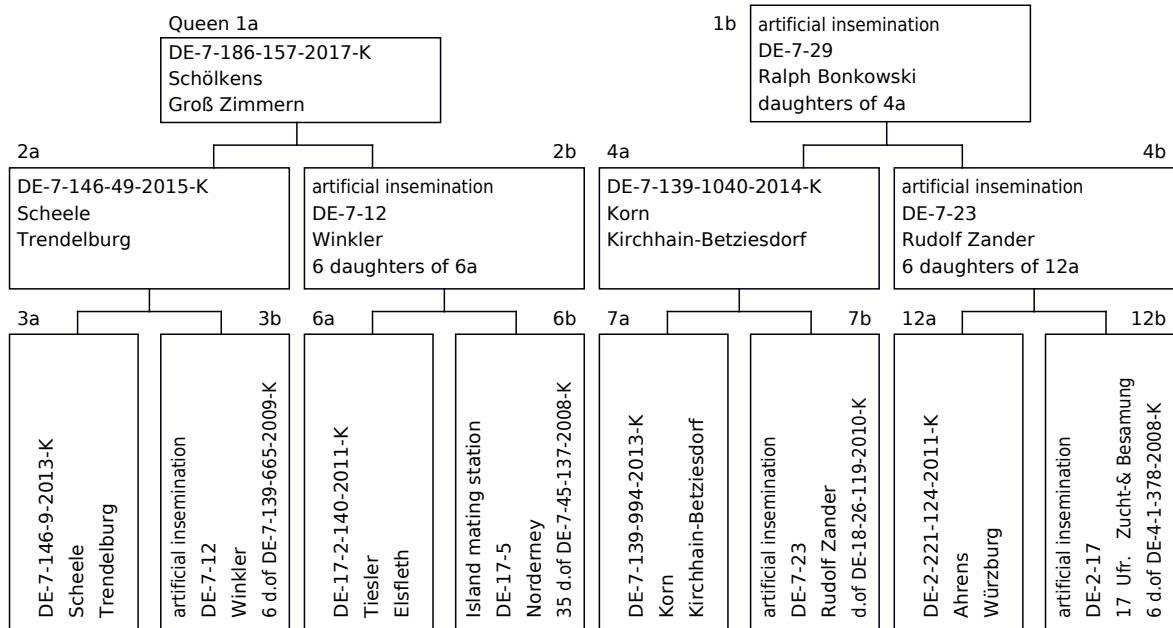 Queen 1a
DE-7-186-157-2017-K
Schölkens
Groß Zimmern
1b
artificial insemination
DE-7-29
Ralph Bonkowski
daughters of 4a
2a
DE-7-146-49-2015-K
Scheele
Trendelburg
2b
artificial insemination
DE-7-12
Winkler
6 daughters of 6a
4a
DE-7-139-1040-2014-K
Korn
Kirchhain-Betziesdorf
4b
artificial insemination
DE-7-23
Rudolf Zander
6 daughters of 12a
3a
DE-7-146-9-2013-K
Scheele
Trendelburg
3b
artificial insemination
DE-7-12
Winkler
6 d.of DE-7-139-665-2009-K
6a
DE-17-2-140-2011-K
Tiesler
Elsfleth
6b
Island mating station
DE-17-5
Norderney
35 d.of DE-7-45-137-2008-K
7a
DE-7-139-994-2013-K
Korn
Kirchhain-Betziesdorf
7b
artificial insemination
DE-7-23
Rudolf Zander
d.of DE-18-26-119-2010-K
12a
DE-2-221-124-2011-K
Ahrens
Würzburg
12b
artificial insemination
DE-2-17
17 Ufr. Zucht-& Besamung
6 d.of DE-4-1-378-2008-K